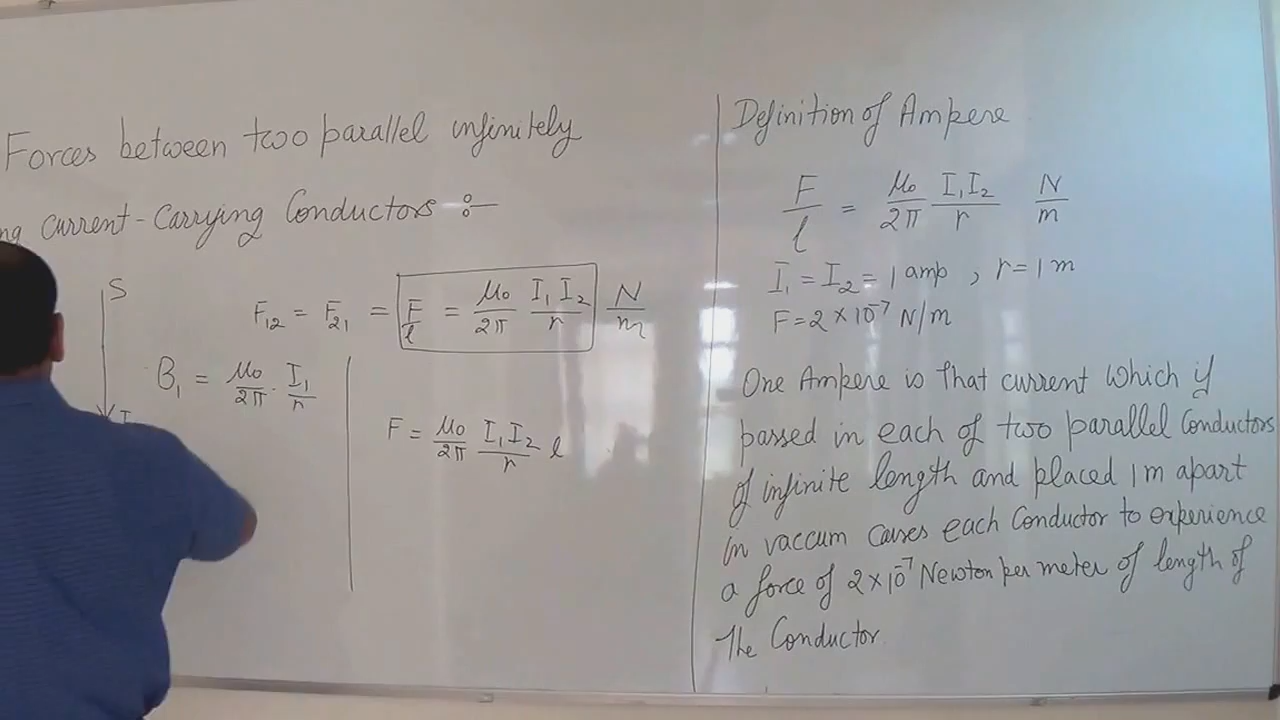 Forces between two parallel infinitely
ng current-carrying Conductors :-
S
F₁₂ = F₂₁ = F/l = μ₀/2π I₁I₂/r N/m
B₁ = μ₀/2π · I₁/r
F = μ₀/2π I₁I₂/r l
Definition of Ampere
F/l = μ₀/2π I₁I₂/r N/m
I₁ = I₂ = 1 amp , r = 1 m
F = 2 × 10⁻⁷ N/m
One Ampere is that current which if
passed in each of two parallel Conductors
of infinite length and placed 1 m apart
in vaccum causes each Conductor to experience
a force of 2 × 10⁻⁷ Newton per meter of length of
the Conductor.